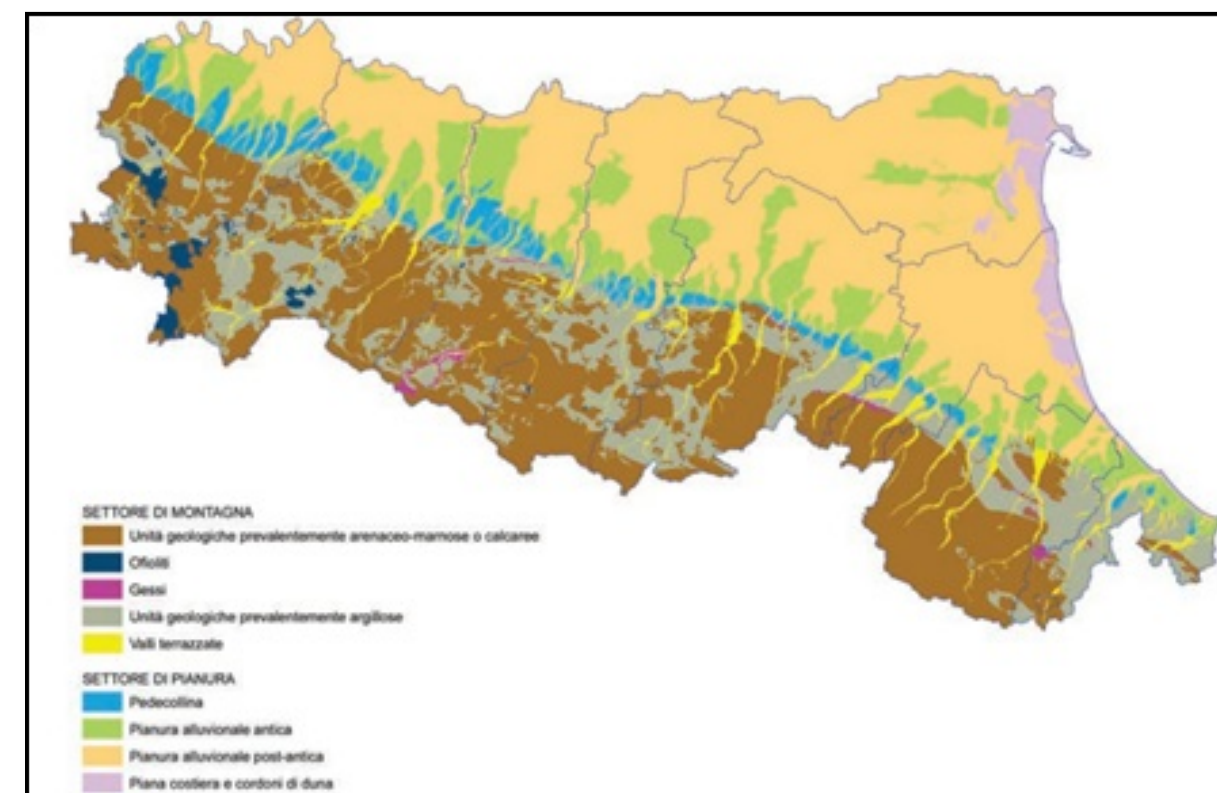 SETTORE DI MONTAGNA
Unità geologiche prevalentemente arenaceo-marnose o calcaree
Ofioliti
Gessi
Unità geologiche prevalentemente argillose
Valli terrazzate
SETTORE DI PIANURA
Pedecollina
Pianura alluvionale antica
Pianura alluvionale post-antica
Piana costiera e cordoni di duna